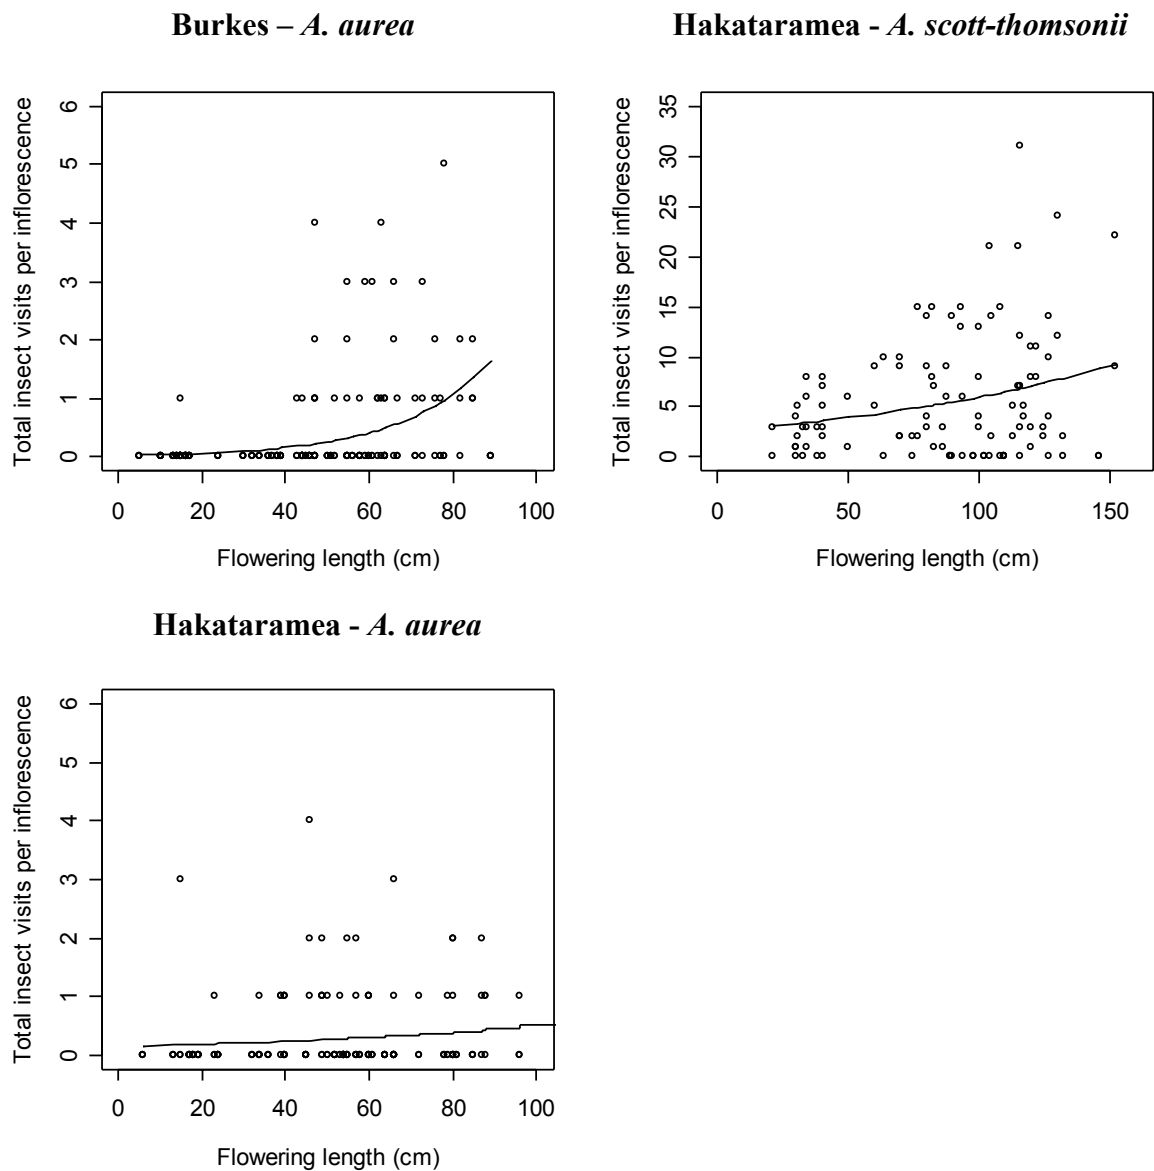 Burkes – A. aurea
Total insect visits per inflorescence
6
5
4
3
2
1
0
0 20 40 60 80 100
Flowering length (cm)
Hakataramea - A. scott-thomsonii
Total insect visits per inflorescence
35
30
25
20
15
10
5
0
0 50 100 150
Flowering length (cm)
Hakataramea - A. aurea
Total insect visits per inflorescence
6
5
4
3
2
1
0
0 20 40 60 80 100
Flowering length (cm)